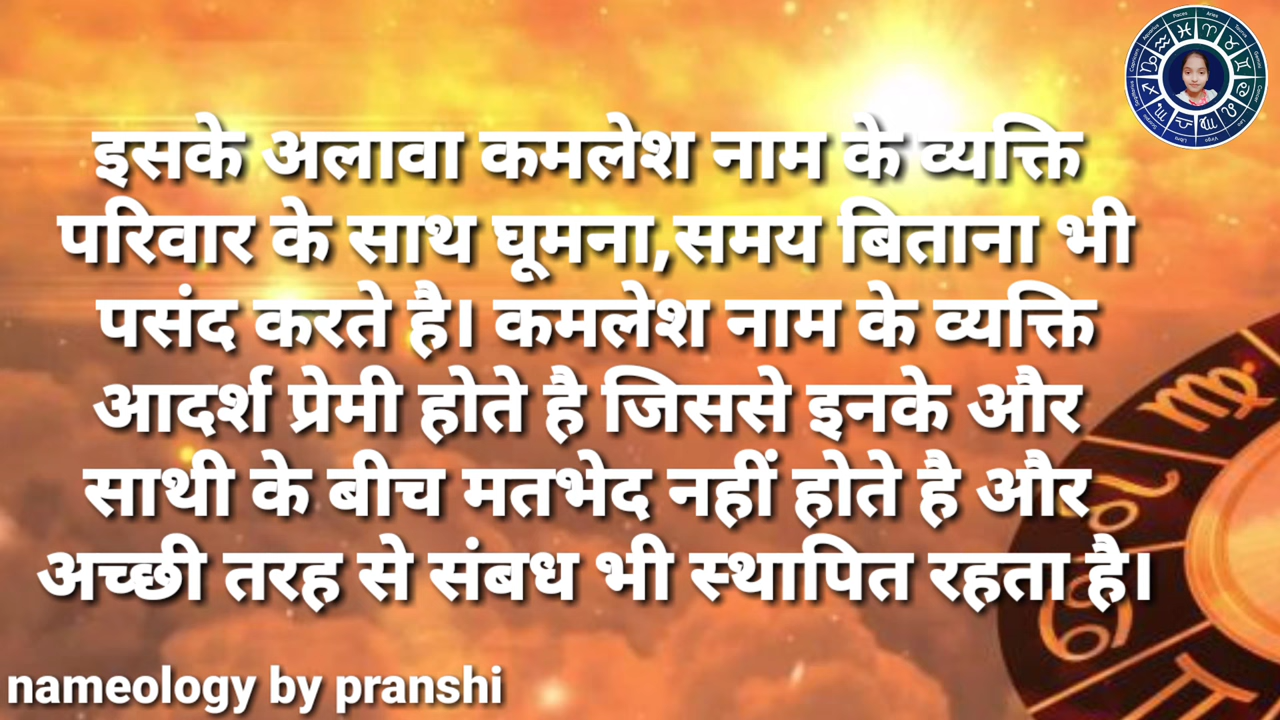 इसके अलावा कमलेश नाम के व्यक्ति
परिवार के साथ घूमना,समय बिताना भी
पसंद करते है। कमलेश नाम के व्यक्ति
आदर्श प्रेमी होते है जिससे इनके और
साथी के बीच मतभेद नहीं होते है और
अच्छी तरह से संबध भी स्थापित रहता है।
nameology by pranshi